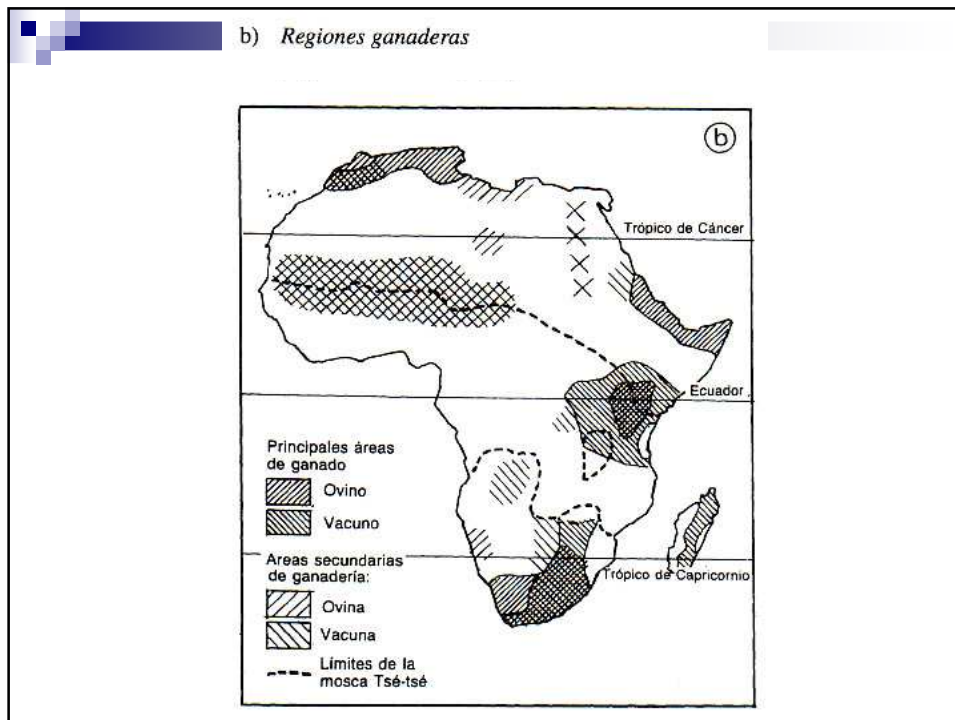 b) Regiones ganaderas
b
Trópico de Cáncer
Ecuador
Principales áreas
de ganado
Ovino
Vacuno
Trópico de Capricornio
Areas secundarias
de ganadería:
Ovina
Vacuna
Límites de la
mosca Tsé-tsé